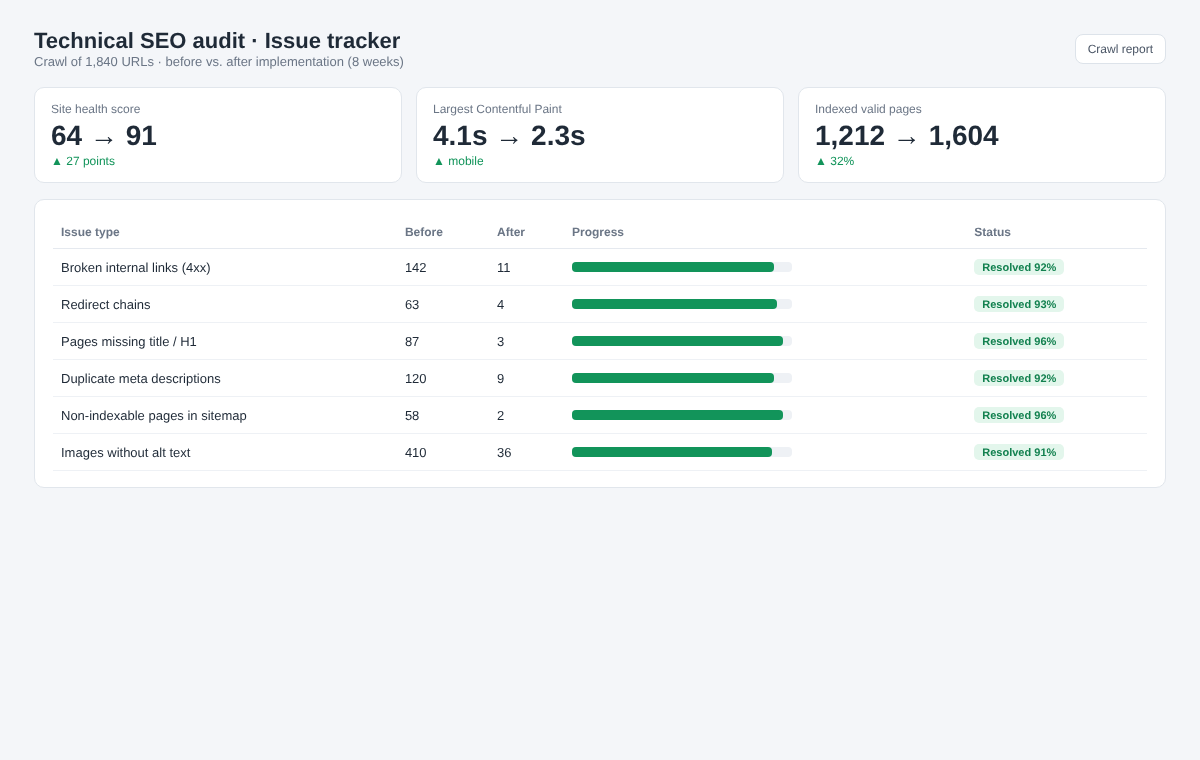 Technical SEO audit · Issue tracker
Crawl of 1,840 URLs · before vs. after implementation (8 weeks)
Crawl report
Site health score
64 → 91
▲ 27 points
Largest Contentful Paint
4.1s → 2.3s
▲ mobile
Indexed valid pages
1,212 → 1,604
▲ 32%
Issue type Before After Progress Status
Broken internal links (4xx) 142 11 Resolved 92%
Redirect chains 63 4 Resolved 93%
Pages missing title / H1 87 3 Resolved 96%
Duplicate meta descriptions 120 9 Resolved 92%
Non-indexable pages in sitemap 58 2 Resolved 96%
Images without alt text 410 36 Resolved 91%